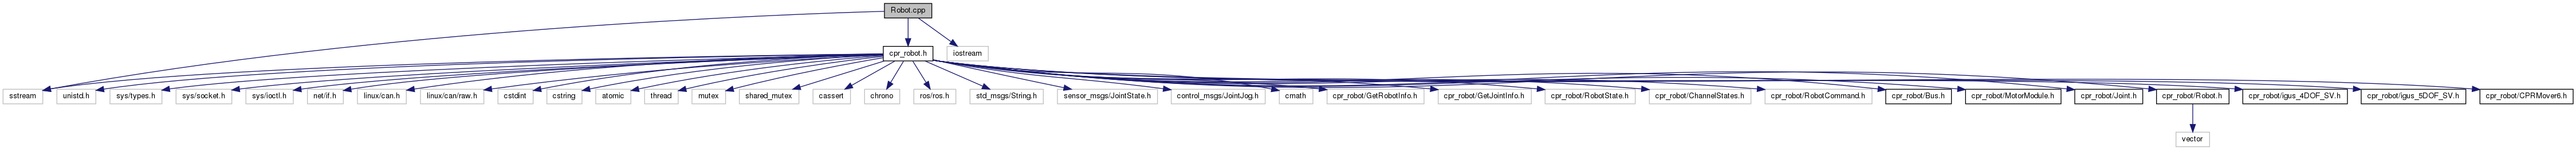 Robot.cpp
cpr_robot.h
iostream
sstream
unistd.h
sys/types.h
sys/socket.h
sys/ioctl.h
net/if.h
linux/can.h
linux/can/raw.h
cstdint
cstring
atomic
thread
mutex
shared_mutex
cassert
chrono
ros/ros.h
std_msgs/String.h
sensor_msgs/JointState.h
control_msgs/JointJog.h
cmath
cpr_robot/GetRobotInfo.h
cpr_robot/GetJointInfo.h
cpr_robot/RobotState.h
cpr_robot/ChannelStates.h
cpr_robot/RobotCommand.h
cpr_robot/Bus.h
cpr_robot/MotorModule.h
cpr_robot/Joint.h
cpr_robot/Robot.h
cpr_robot/igus_4DOF_SV.h
cpr_robot/igus_5DOF_SV.h
cpr_robot/CPRMover6.h
vector